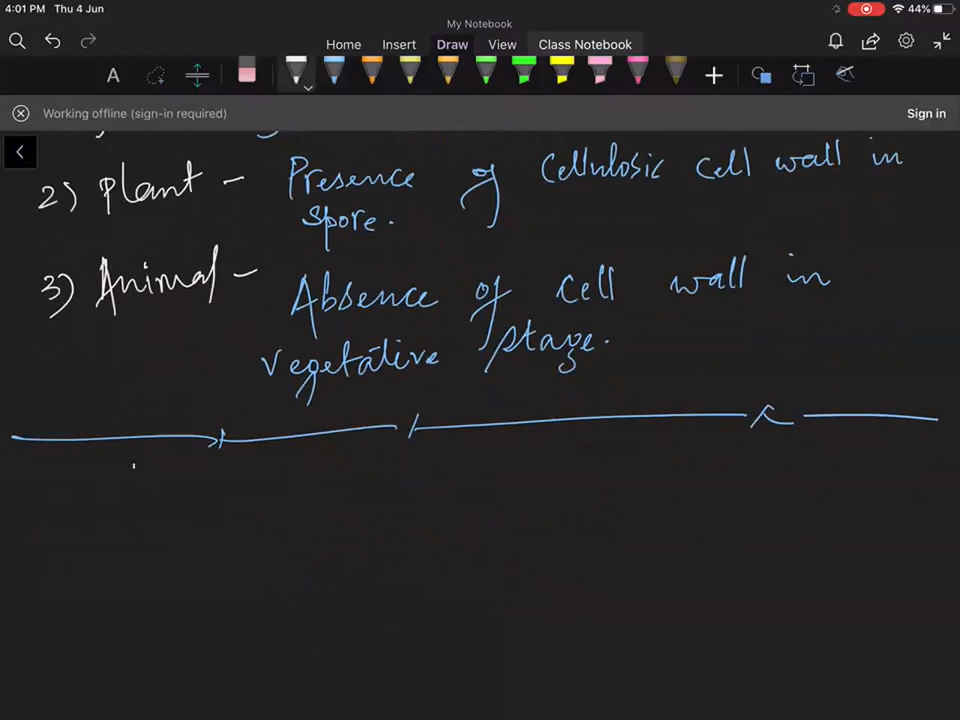 4:01 PM Thu 4 Jun
44%
My Notebook
Home Insert Draw View Class Notebook
A
Working offline (sign-in required) Sign in
2) Plant - Presence of Cellulosic cell wall in
spore.
3) Animal - Absence of cell wall in
vegetative stage.